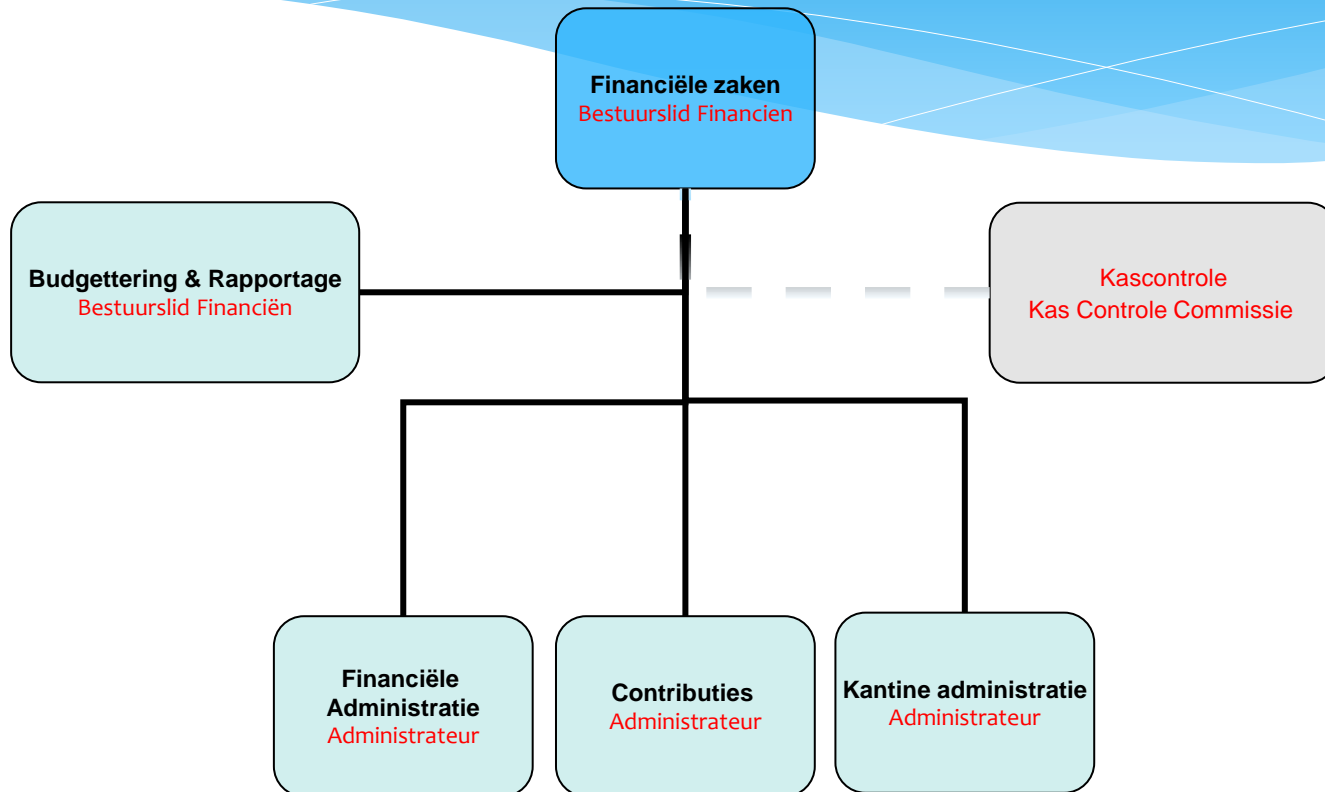 Financiële zaken
Bestuurslid Financien
Budgettering & Rapportage
Bestuurslid Financiën
Kascontrole
Kas Controle Commissie
Financiële
Administratie
Administrateur
Contributies
Administrateur
Kantine administratie
Administrateur